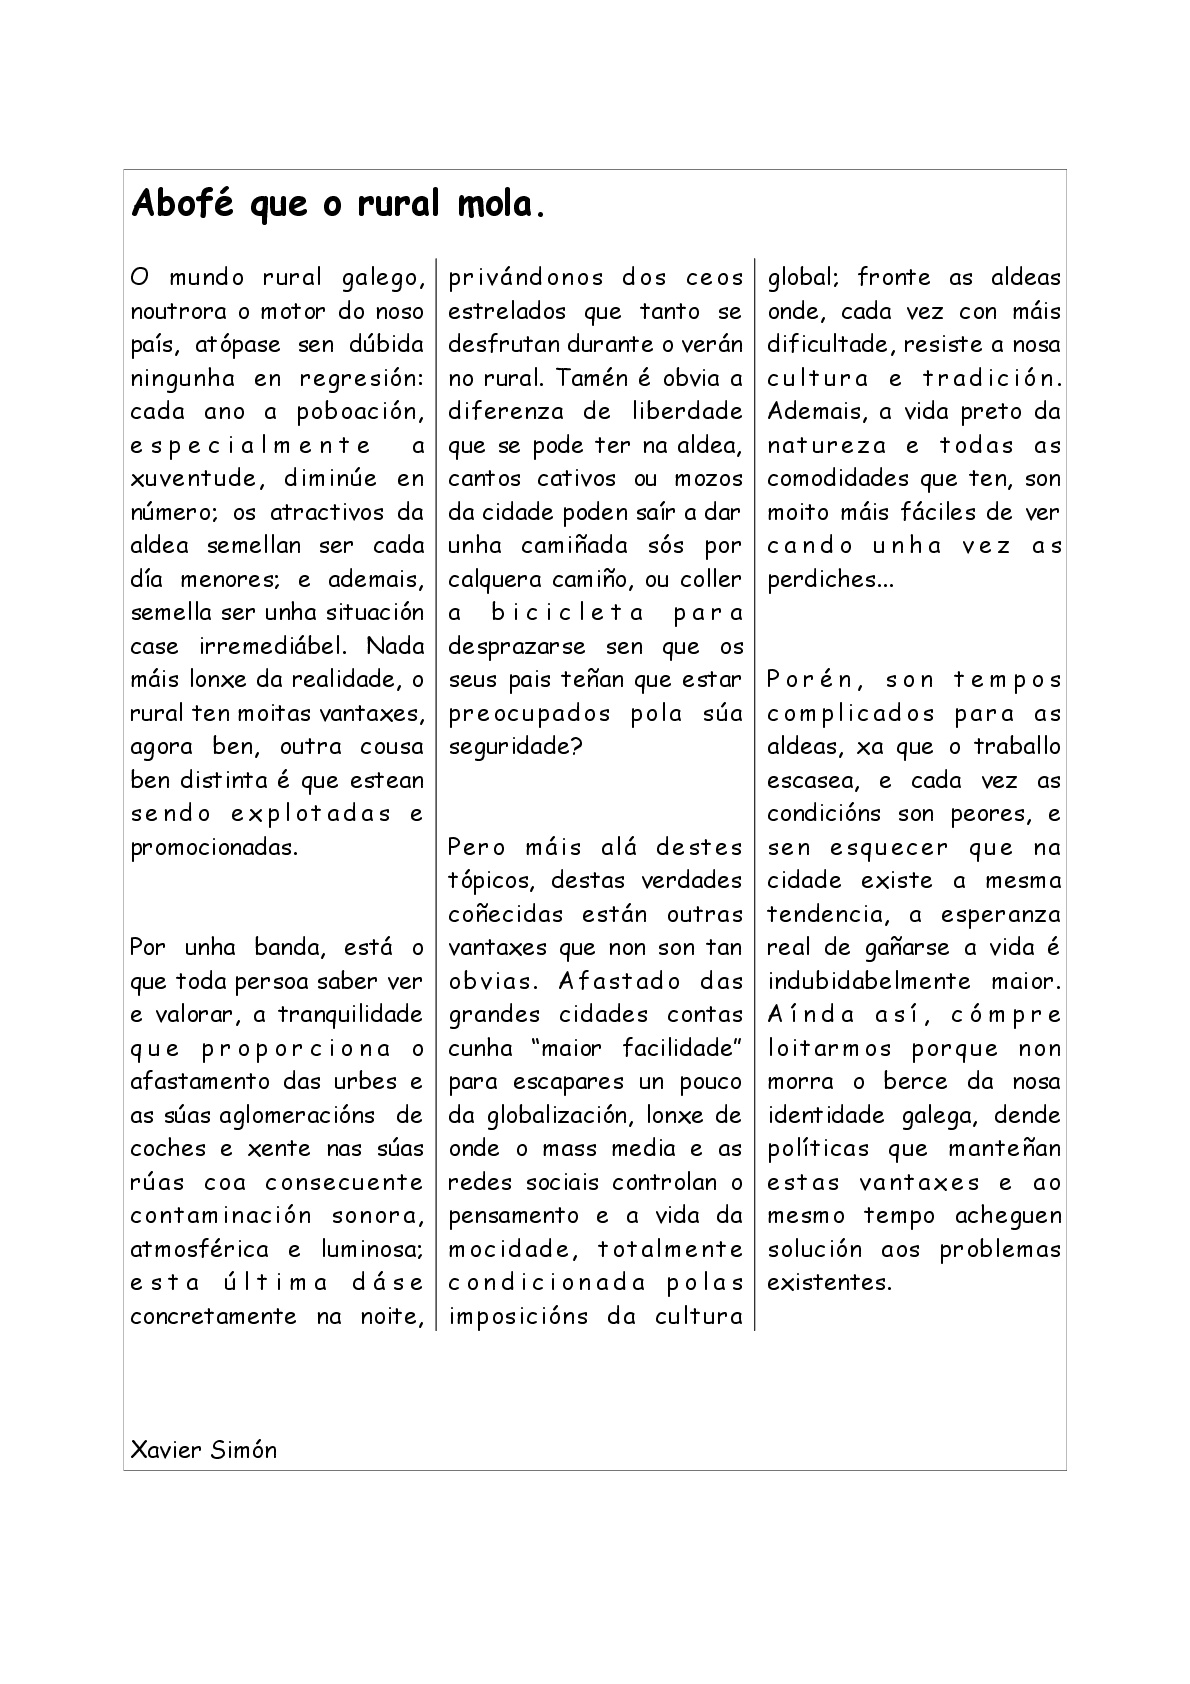 Abofé que o rural mola.
O mundo rural galego,
noutrora o motor do noso
país, atópase sen dúbida
ningunha en regresión:
cada ano a poboación,
especialmente a
xuventude, diminúe en
número; os atractivos da
aldea semellan ser cada
día menores; e ademais,
semella ser unha situación
case irremediábel. Nada
máis lonxe da realidade, o
rural ten moitas vantaxes,
agora ben, outra cousa
ben distinta é que estean
sendo explotadas e
promocionadas.
Por unha banda, está o
que toda persoa saber ver
e valorar, a tranquilidade
que proporciona o
afastamento das urbes e
as súas aglomeracións de
coches e xente nas súas
rúas coa consecuente
contaminación sonora,
atmosférica e luminosa;
esta última dáse
concretamente na noite,
privándonos dos ceos
estrelados que tanto se
desfrutan durante o verán
no rural. Tamén é obvia a
diferenza de liberdade
que se pode ter na aldea,
cantos cativos ou mozos
da cidade poden saír a dar
unha camiñada sós por
calquera camiño, ou coller
a bicicleta para
desprazarse sen que os
seus pais teñan que estar
preocupados pola súa
seguridade?
Pero máis alá destes
tópicos, destas verdades
coñecidas están outras
vantaxes que non son tan
obvias. Afastado das
grandes cidades contas
cunha “maior facilidade”
para escapares un pouco
da globalización, lonxe de
onde o mass media e as
redes sociais controlan o
pensamento e a vida da
mocidade, totalmente
condicionada polas
imposicións da cultura
global; fronte as aldeas
onde, cada vez con máis
dificultade, resiste a nosa
cultura e tradición.
Ademais, a vida preto da
natureza e todas as
comodidades que ten, son
moito máis fáciles de ver
cando unha vez as
perdiches...
Porén, son tempos
complicados para as
aldeas, xa que o traballo
escasea, e cada vez as
condicións son peores, e
sen esquecer que na
cidade existe a mesma
tendencia, a esperanza
real de gañarse a vida é
indubidabelmente maior.
Aínda así, cómpre
loitarmos porque non
morra o berce da nosa
identidade galega, dende
políticas que manteñan
estas vantaxes e ao
mesmo tempo acheguen
solución aos problemas
existentes.
Xavier Simón